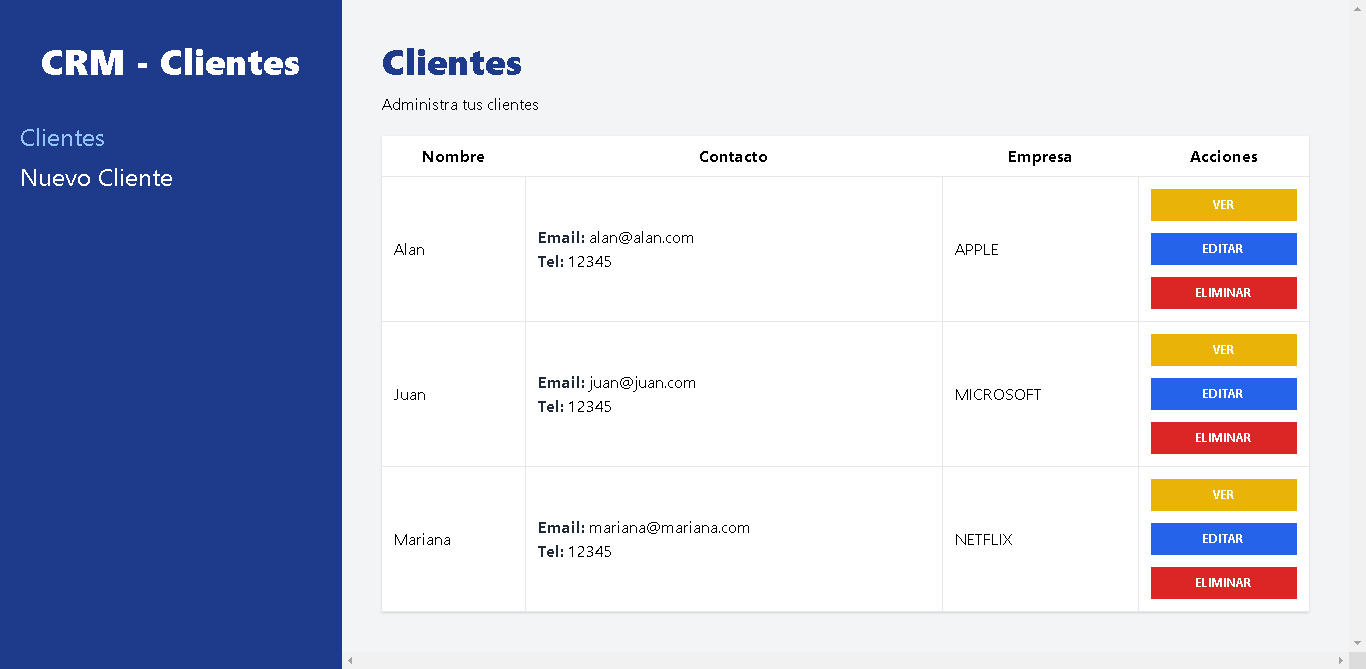 CRM - Clientes
Clientes
Nuevo Cliente
Clientes
Administra tus clientes
Nombre Contacto Empresa Acciones
Alan
Email: alan@alan.com
Tel: 12345
APPLE
VER
EDITAR
ELIMINAR
Juan
Email: juan@juan.com
Tel: 12345
MICROSOFT
VER
EDITAR
ELIMINAR
Mariana
Email: mariana@mariana.com
Tel: 12345
NETFLIX
VER
EDITAR
ELIMINAR